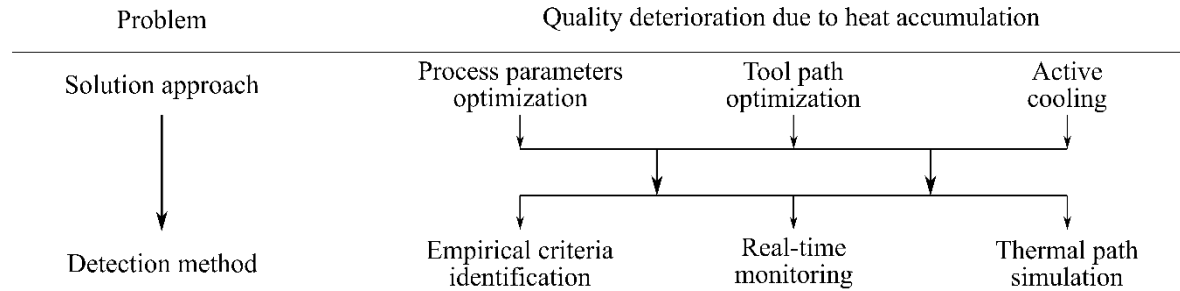 Problem
Quality deterioration due to heat accumulation
Solution approach
Process parameters
optimization
Tool path
optimization
Active
cooling
Detection method
Empirical criteria
identification
Real-time
monitoring
Thermal path
simulation